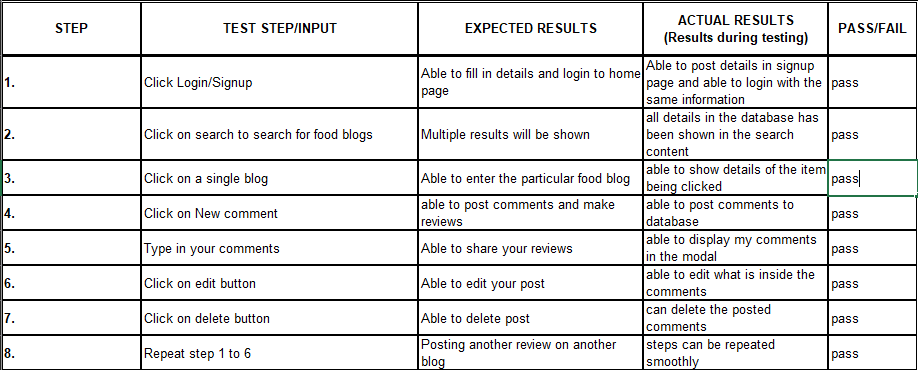 STEP TEST STEP/INPUT EXPECTED RESULTS ACTUAL RESULTS
(Results during testing) PASS/FAIL
1. Click Login/Signup Able to fill in details and login to home
page Able to post details in signup
page and able to login with the
same information pass
2. Click on search to search for food blogs Multiple results will be shown all details in the database has
been shown in the search
content pass
3. Click on a single blog Able to enter the particular food blog able to show details of the item
being clicked pass
4. Click on New comment able to post comments and make
reviews able to post comments to
database pass
5. Type in your comments Able to share your reviews able to display my comments
in the modal pass
6. Click on edit button Able to edit your post able to edit what is inside the
comments pass
7. Click on delete button Able to delete post can delete the posted
comments pass
8. Repeat step 1 to 6 Posting another review on another
blog steps can be repeated
smoothly pass